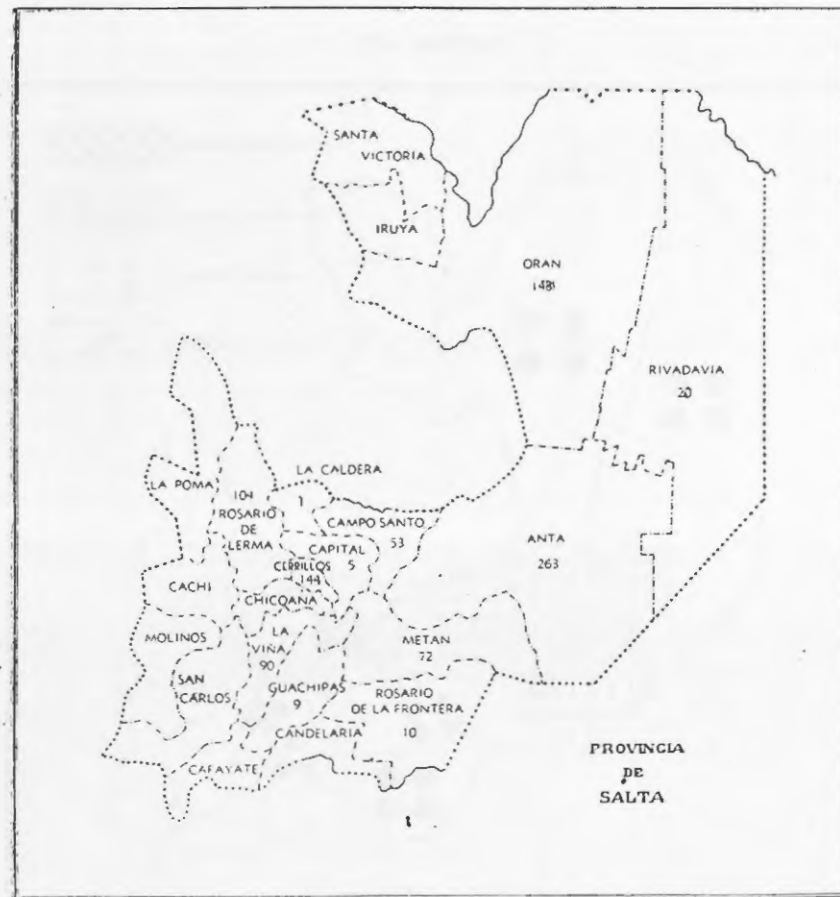 SANTA
VICTORIA
IRUYA
ORAN
RIVADAVIA
20
LA CALDERA
1
LA POMA
104
ROSARIO
DE
LERMA
CAMPO SANTO
53
CAPITAL
5
CERRILLOS
144
ANTA
263
CACHI
CHICOANA
MOLINOS
LA
VIÑA
90
METAN
72
SAN
CARLOS
GUACHIPAS
9
ROSARIO
DE LA FRONTERA
10
CANDELARIA
CAFAYATE
PROVINCIA
DE
SALTA